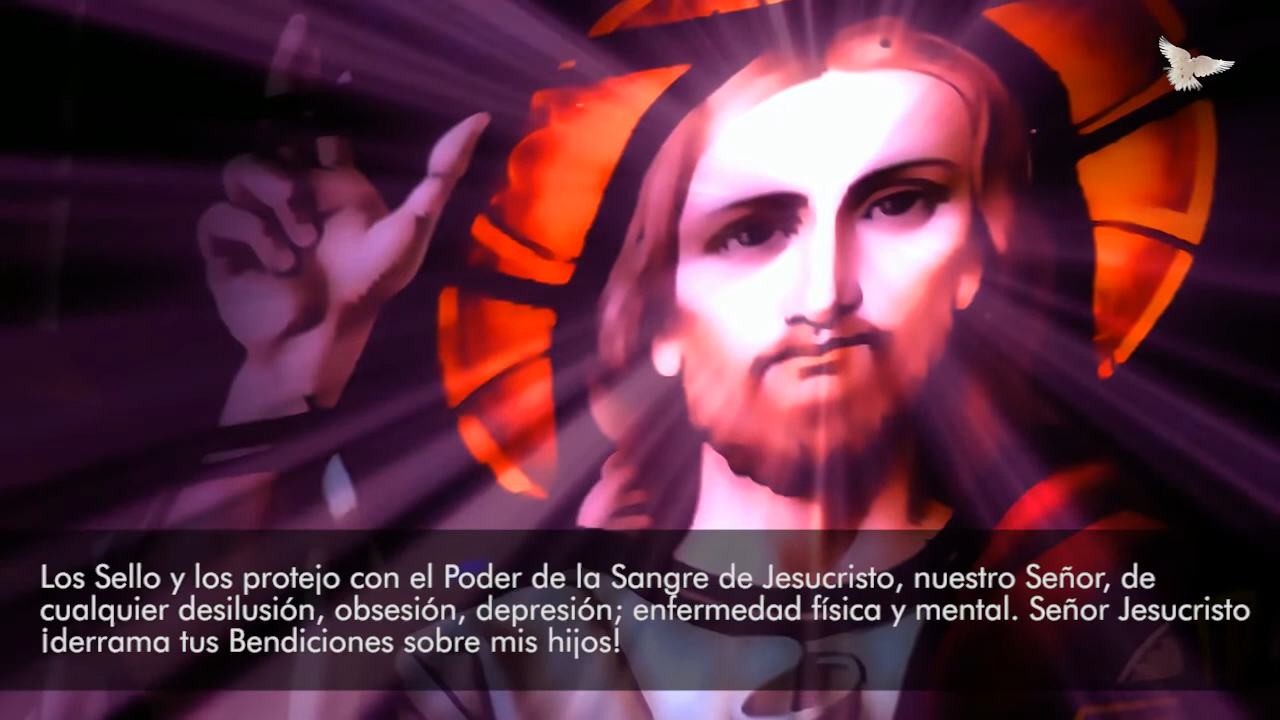 Los Sello y los protejo con el Poder de la Sangre de Jesucristo, nuestro Señor, de
cualquier desilusión, obsesión, depresión; enfermedad física y mental. Señor Jesucristo
¡derrama tus Bendiciones sobre mis hijos!